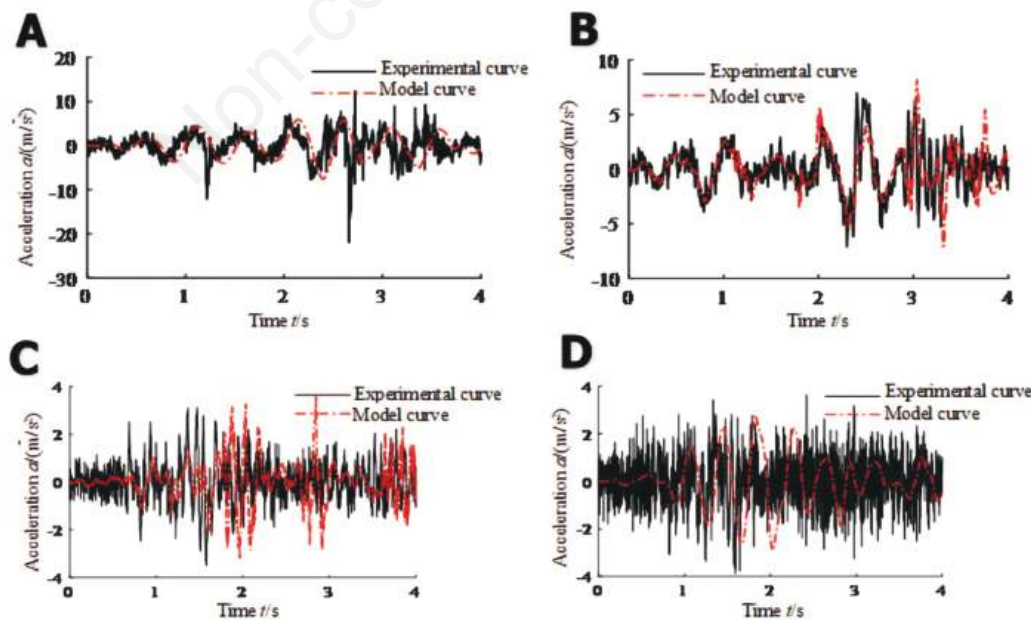 A
B
Acceleration a/(m/s²)
20
10
0
-10
-20
-30
Experimental curve
Model curve
0 1 2 3 4
Time t/s
Acceleration a/(m/s²)
10
5
0
-5
-10
Experimental curve
Model curve
0 1 2 3 4
Time t/s
C
D
Acceleration a/(m/s²)
4
2
0
-2
-4
Experimental curve
Model curve
0 1 2 3 4
Time t/s
Acceleration a/(m/s²)
4
2
0
-2
-4
Experimental curve
Model curve
0 1 2 3 4
Time t/s